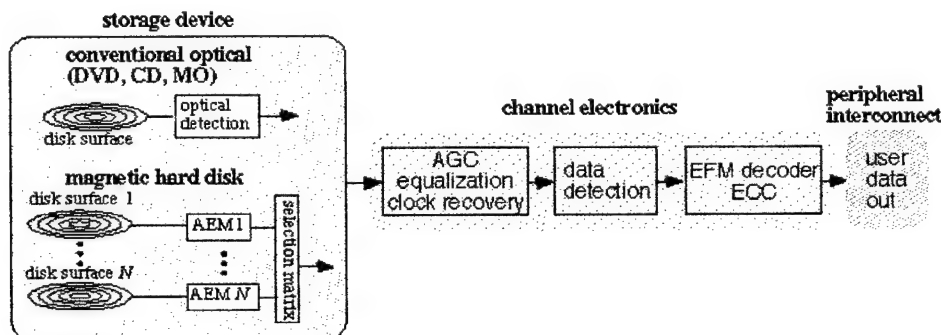 storage device
conventional optical
(DVD, CD, MO)
optical
detection
disk surface
magnetic hard disk
disk surface 1
AEM1
disk surface N
AEM N
selection matrix
channel electronics
AGC
equalization
clock recovery
data
detection
EFM decoder
ECC
peripheral
interconnect
user
data
out